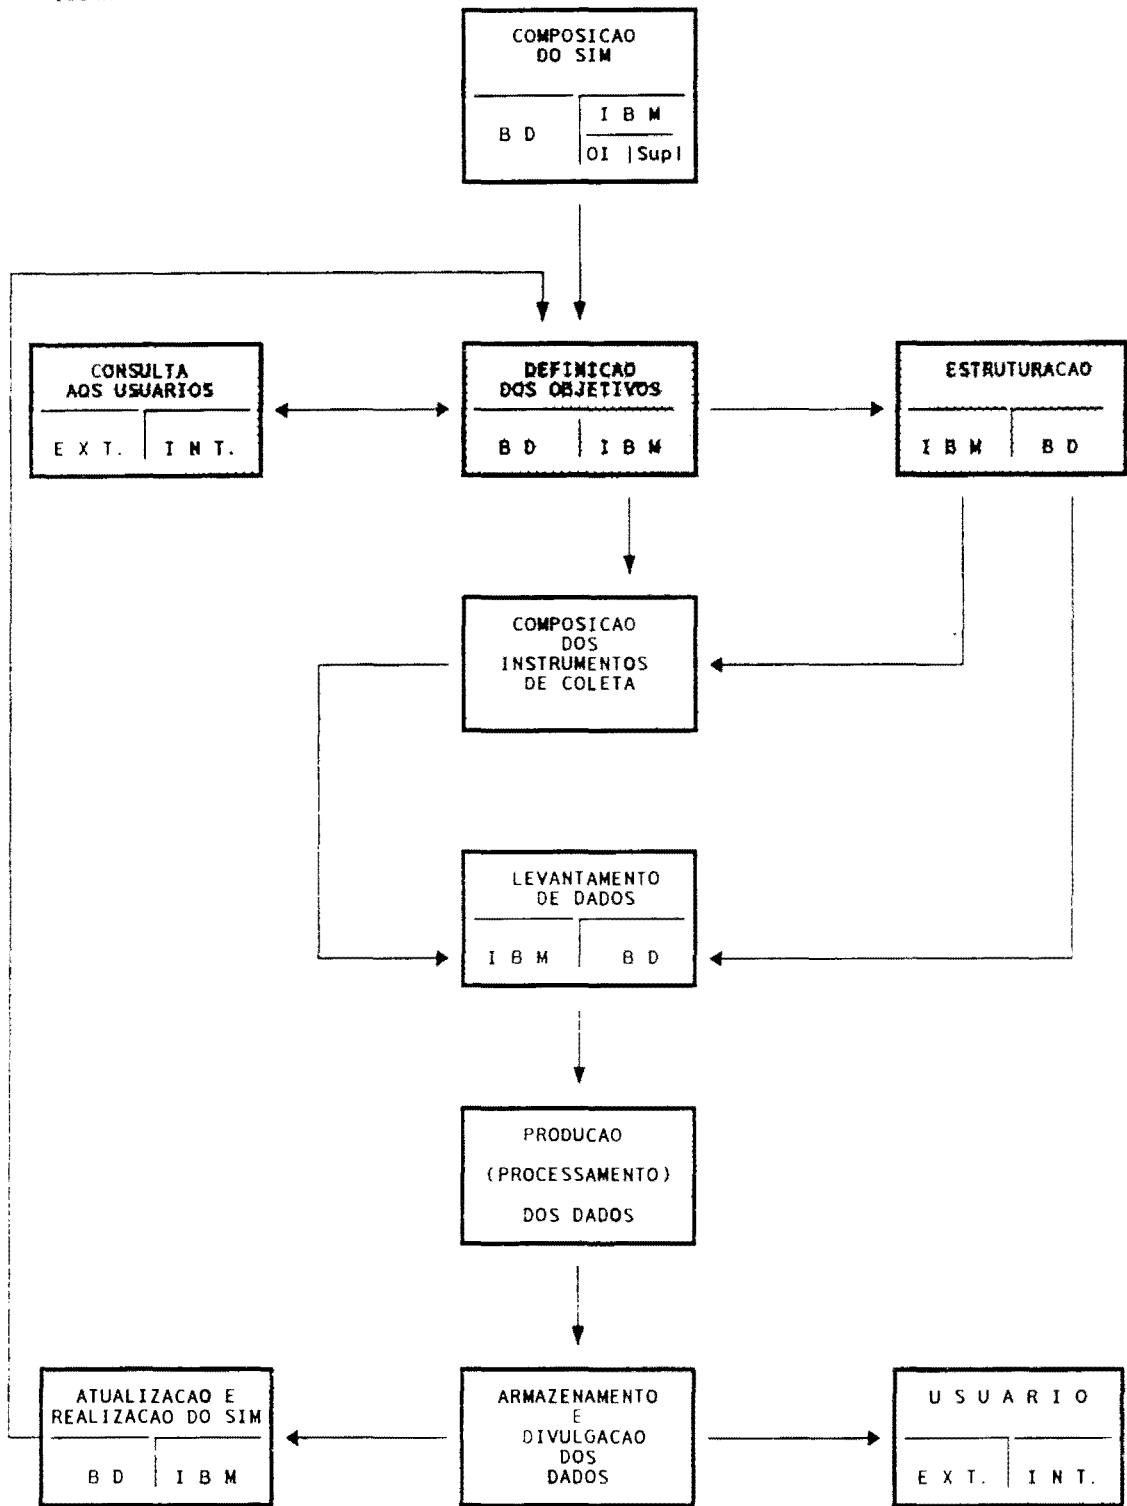 COMPOSICAO
DO SIM
B D
I B M
OI |Sup|
CONSULTA
AOS USUARIOS
E X T.
I N T.
DEFINICAO
DOS OBJETIVOS
B D
I B M
ESTRUTURACAO
I B M
B D
COMPOSICAO
DOS
INSTRUMENTOS
DE COLETA
LEVANTAMENTO
DE DADOS
I B M
B D
PRODUCAO
(PROCESSAMENTO)
DOS DADOS
ATUALIZACAO E
REALIZACAO DO SIM
B D
I B M
ARMAZENAMENTO
E
DIVULGACAO
DOS
DADOS
U S U A R I O
E X T.
I N T.